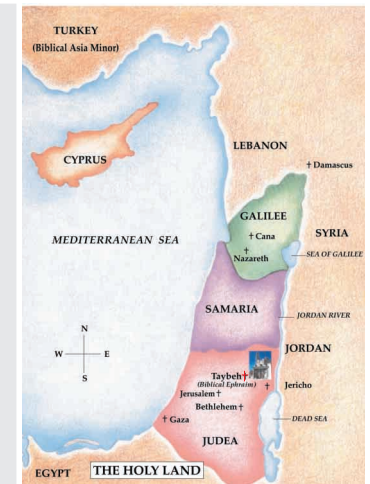 TURKEY
(Biblical Asia Minor)
CYPRUS
LEBANON
† Damascus
GALILEE
† Cana
SYRIA
MEDITERRANEAN SEA
†
Nazareth
SEA OF GALILEE
SAMARIA
JORDAN RIVER
N
W E
S
JORDAN
Taybeh†
(Biblical Ephraim)
†
Jericho
Jerusalem †
Bethlehem †
† Gaza
DEAD SEA
JUDEA
EGYPT
THE HOLY LAND